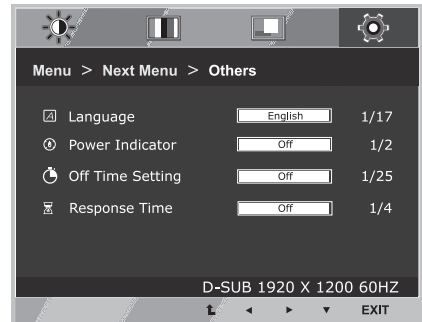 Menu > Next Menu > Others
Language English 1/17
Power Indicator Off 1/2
Off Time Setting Off 1/25
Response Time Off 1/4
D-SUB 1920 X 1200 60HZ
EXIT